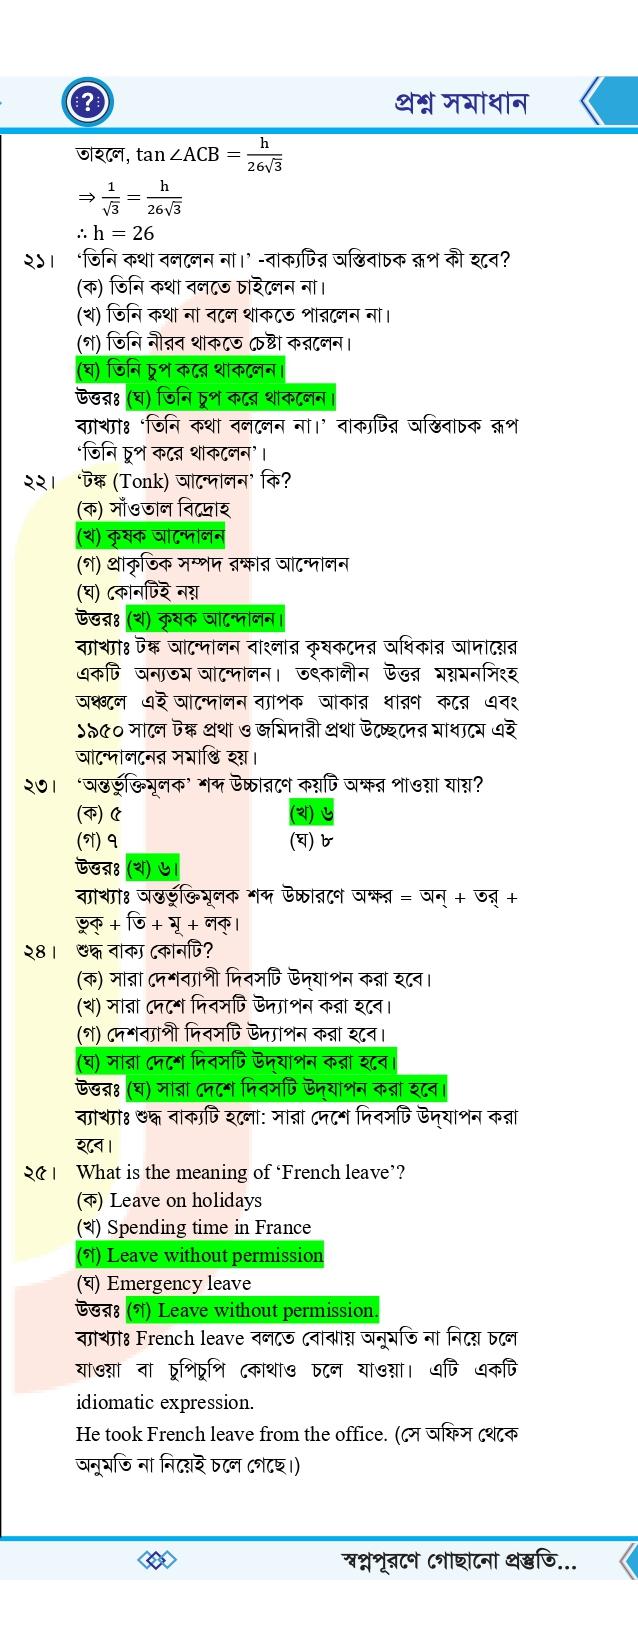 প্রশ্ন সমাধান
তাহলে, tan ∠ACB = h/26√3
⇒ 1/√3 = h/26√3
∴ h = 26
২১। ‘তিনি কথা বললেন না।’ -বাক্যটির অস্তিবাচক রূপ কী হবে?
(ক) তিনি কথা বলতে চাইলেন না।
(খ) তিনি কথা না বলে থাকতে পারলেন না।
(গ) তিনি নীরব থাকতে চেষ্টা করলেন।
(ঘ) তিনি চুপ করে থাকলেন।
উত্তরঃ (ঘ) তিনি চুপ করে থাকলেন।
ব্যাখ্যাঃ ‘তিনি কথা বললেন না।’ বাক্যটির অস্তিবাচক রূপ
‘তিনি চুপ করে থাকলেন’।
২২। ‘টঙ্ক (Tonk) আন্দোলন’ কি?
(ক) সাঁওতাল বিদ্রোহ
(খ) কৃষক আন্দোলন
(গ) প্রাকৃতিক সম্পদ রক্ষার আন্দোলন
(ঘ) কোনটিই নয়
উত্তরঃ (খ) কৃষক আন্দোলন।
ব্যাখ্যাঃ টঙ্ক আন্দোলন বাংলার কৃষকদের অধিকার আদায়ের
একটি অন্যতম আন্দোলন। তৎকালীন উত্তর ময়মনসিংহ
অঞ্চলে এই আন্দোলন ব্যাপক আকার ধারণ করে এবং
১৯৫০ সালে টঙ্ক প্রথা ও জমিদারী প্রথা উচ্ছেদের মাধ্যমে এই
আন্দোলনের সমাপ্তি হয়।
২৩। ‘অন্তর্ভুক্তিমূলক’ শব্দ উচ্চারণে কয়টি অক্ষর পাওয়া যায়?
(ক) ৫ (খ) ৬
(গ) ৭ (ঘ) ৮
উত্তরঃ (খ) ৬।
ব্যাখ্যাঃ অন্তর্ভুক্তিমূলক শব্দ উচ্চারণে অক্ষর = অন্ + তর্ +
ভুক্ + তি + মূ + লক্।
২৪। শুদ্ধ বাক্য কোনটি?
(ক) সারা দেশব্যাপী দিবসটি উদ্‌যাপন করা হবে।
(খ) সারা দেশে দিবসটি উদ্যাপন করা হবে।
(গ) দেশব্যাপী দিবসটি উদ্যাপন করা হবে।
(ঘ) সারা দেশে দিবসটি উদ্‌যাপন করা হবে।
উত্তরঃ (ঘ) সারা দেশে দিবসটি উদ্‌যাপন করা হবে।
ব্যাখ্যাঃ শুদ্ধ বাক্যটি হলো: সারা দেশে দিবসটি উদ্‌যাপন করা
হবে।
২৫। What is the meaning of ‘French leave’?
(ক) Leave on holidays
(খ) Spending time in France
(গ) Leave without permission
(ঘ) Emergency leave
উত্তরঃ (গ) Leave without permission.
ব্যাখ্যাঃ French leave বলতে বোঝায় অনুমতি না নিয়ে চলে
যাওয়া বা চুপিচুপি কোথাও চলে যাওয়া। এটি একটি
idiomatic expression.
He took French leave from the office. (সে অফিস থেকে
অনুমতি না নিয়েই চলে গেছে।)
স্বপ্নপূরণে গোছানো প্রস্তুতি...